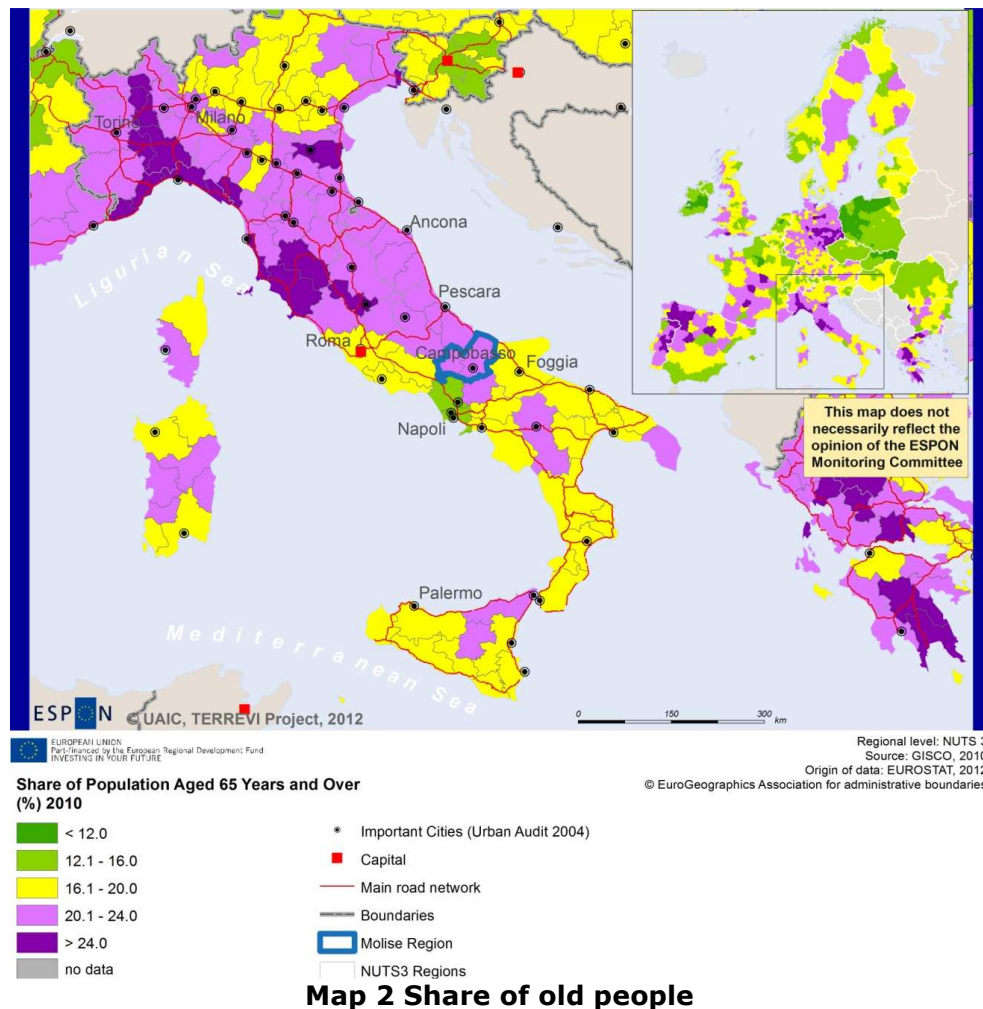 Torino
Milano
Ancona
Ligurian Sea
Pescara
Roma
Campobasso
Foggia
Napoli
This map does not
necessarily reflect the
opinion of the ESPON
Monitoring Committee
Palermo
Mediterranean Sea
ESPON
© UAIC, TERREVI Project, 2012
0 150 300
km
EUROPEAN UNION
Part-financed by the European Regional Development Fund
INVESTING IN YOUR FUTURE
Regional level: NUTS 3
Source: GISCO, 2010
Origin of data: EUROSTAT, 2012
© EuroGeographics Association for administrative boundaries
Share of Population Aged 65 Years and Over
(%) 2010
< 12.0
12.1 - 16.0
16.1 - 20.0
20.1 - 24.0
> 24.0
no data
Important Cities (Urban Audit 2004)
Capital
Main road network
Boundaries
Molise Region
NUTS3 Regions
Map 2 Share of old people